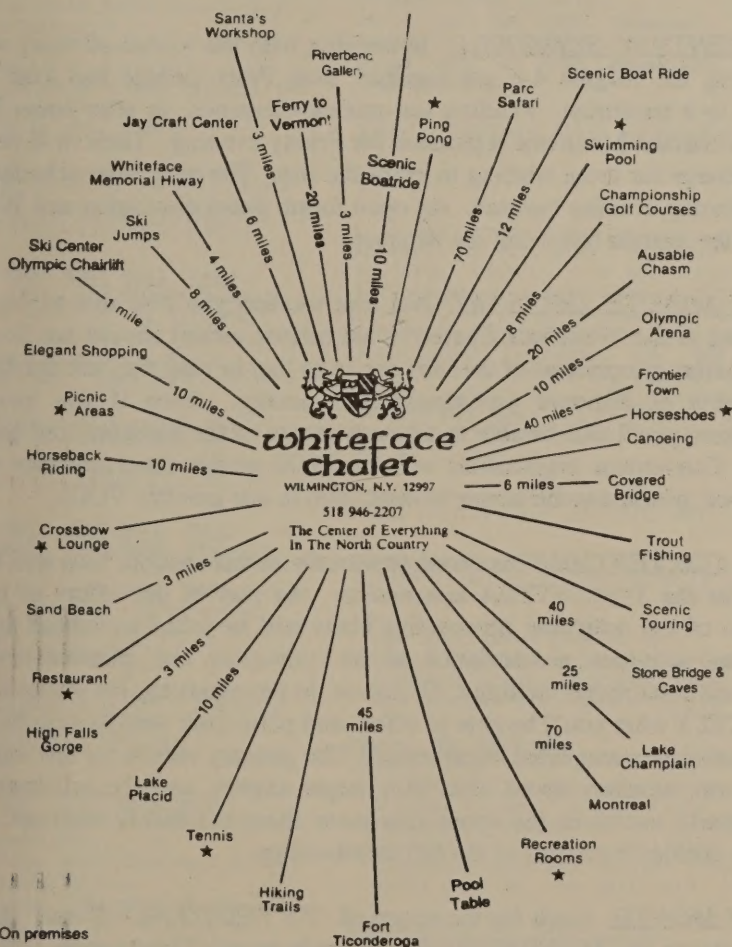 Santa's
Workshop
Riverbend
Gallery
Parc
Safari
Scenic Boat Ride
Ferry to
Vermont
★
Ping
Pong
★
Swimming
Pool
Jay Craft Center
3 miles
Scenic
Boatride
Whiteface
Memorial Hiway
Championship
Golf Courses
Ski
Jumps
6 miles
20 miles
3 miles
10 miles
70 miles
12 miles
Ski Center
Olympic Chairlift
4 miles
8 miles
8 miles
Ausable
Chasm
1 mile
20 miles
Olympic
Arena
Elegant Shopping
10 miles
10 miles
Frontier
Town
Picnic
★ Areas
40 miles
Horseshoes ★
Canoeing
whiteface
chalet
Horseback
Riding
10 miles
WILMINGTON, N.Y. 12997
6 miles
Covered
Bridge
518 946-2207
The Center of Everything
In The North Country
Crossbow
★ Lounge
Trout
Fishing
3 miles
Sand Beach
40
miles
Scenic
Touring
Restaurant
★
3 miles
25
miles
Stone Bridge &
Caves
High Falls
Gorge
10 miles
45
miles
70
miles
Lake
Champlain
Lake
Placid
Montreal
Tennis
★
Recreation
Rooms
★
Hiking
Trails
Pool
Table
Fort
Ticonderoga
On premises